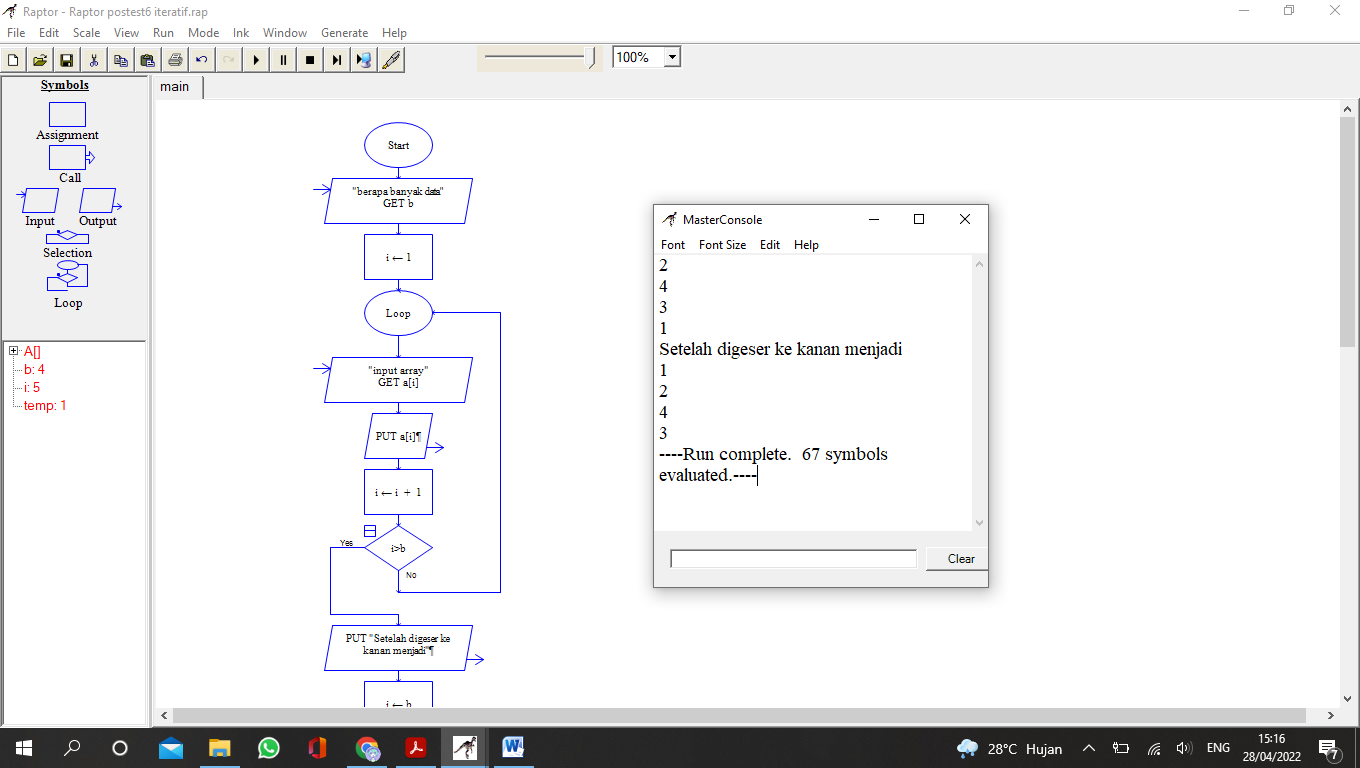 Raptor - Raptor postest6 iteratif.rap
File Edit Scale View Run Mode Ink Window Generate Help
100%
Symbols
Assignment
Call
Input Output
Selection
Loop
A[]
b: 4
i: 5
temp: 1
main
Start
"berapa banyak data"
GET b
i ← 1
Loop
"input array"
GET a[i]
PUT a[i]¶
i ← i + 1
Yes
i>b
No
PUT "Setelah digeser ke
kanan menjadi"¶
i ← b
MasterConsole
Font Font Size Edit Help
2
4
3
1
Setelah digeser ke kanan menjadi
1
2
4
3
----Run complete. 67 symbols
evaluated.----
Clear
28°C Hujan
ENG
15:16
28/04/2022
7